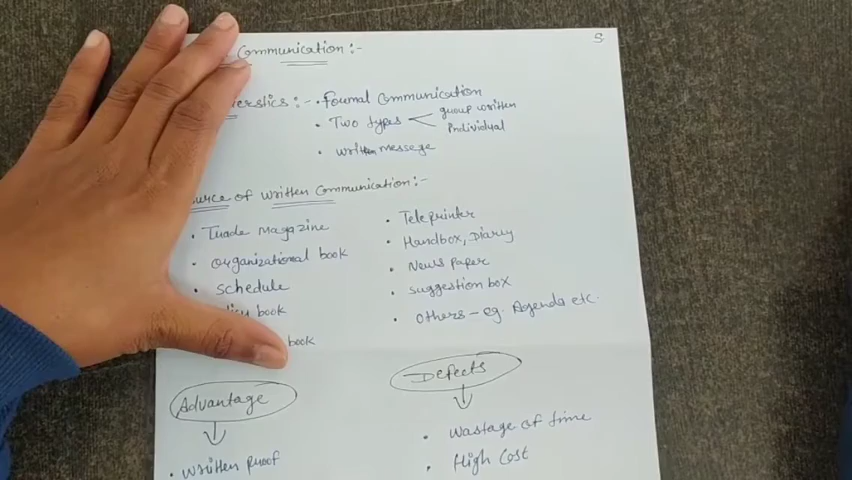 S
Communication :-
:- • Formal Communication
• Two types group written
individual
• written messege
of written Communication :-
• Trade magazine
• organizational book
• schedule
book
book
• Teleprinter
• Handbox, Diary
• News Paper
• suggestion box
• others - eg. Agenda etc.
Advantage
• written proof
Defects
• wastage of time
• High Cost